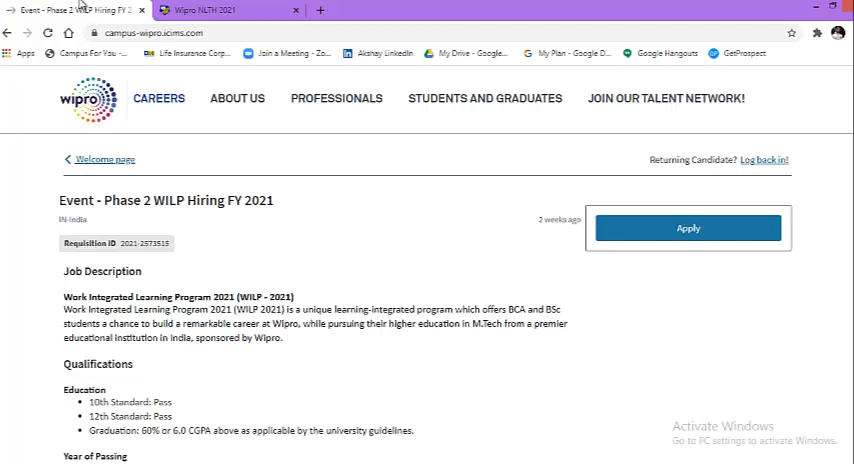 Event - Phase 2 WILP Hiring FY 2
Wipro NLTH 2021
campus-wipro.icims.com
Apps
Campus For You -...
Life Insurance Corp...
Join a Meeting - Zo...
Akshay LinkedIn
My Drive - Google...
My Plan - Google D...
Google Hangouts
GetProspect
wipro
CAREERS
ABOUT US
PROFESSIONALS
STUDENTS AND GRADUATES
JOIN OUR TALENT NETWORK!
Welcome page
Returning Candidate? Log back in!
Event - Phase 2 WILP Hiring FY 2021
IN-India
2 weeks ago
Apply
Requisition ID 2021-2573515
Job Description
Work Integrated Learning Program 2021 (WILP - 2021)
Work Integrated Learning Program 2021 (WILP 2021) is a unique learning-integrated program which offers BCA and BSc
students a chance to build a remarkable career at Wipro, while pursuing their higher education in M.Tech from a premier
educational institution in India, sponsored by Wipro.
Qualifications
Education
10th Standard: Pass
12th Standard: Pass
Graduation: 60% or 6.0 CGPA above as applicable by the university guidelines.
Year of Passing
Activate Windows
Go to PC settings to activate Windows.